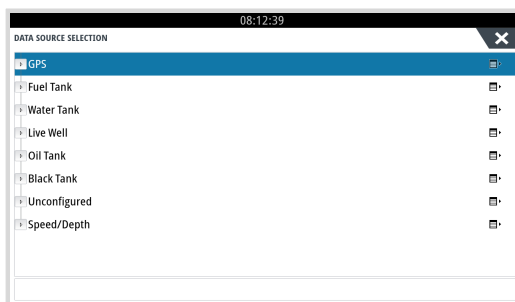 08:12:39
DATA SOURCE SELECTION
GPS
Fuel Tank
Water Tank
Live Well
Oil Tank
Black Tank
Unconfigured
Speed/Depth